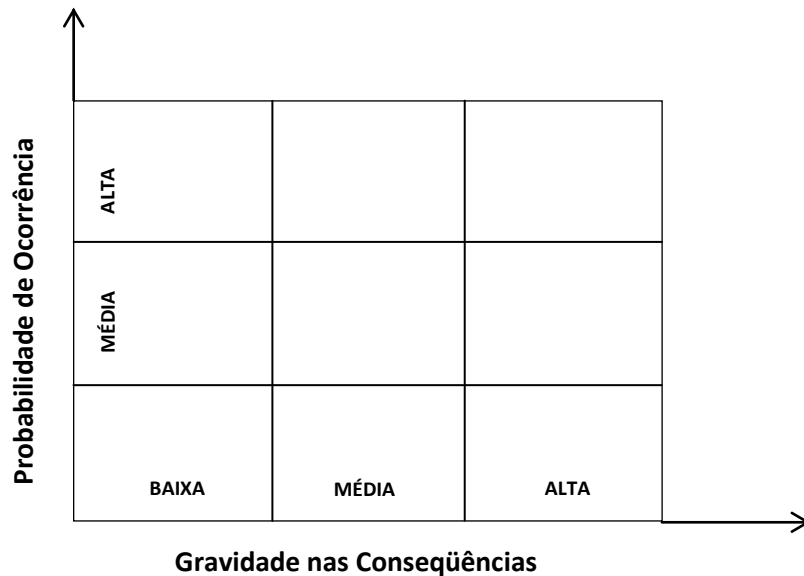 Probabilidade de Ocorrência
ALTA
MÉDIA
BAIXA
MÉDIA
ALTA
Gravidade nas Conseqüências